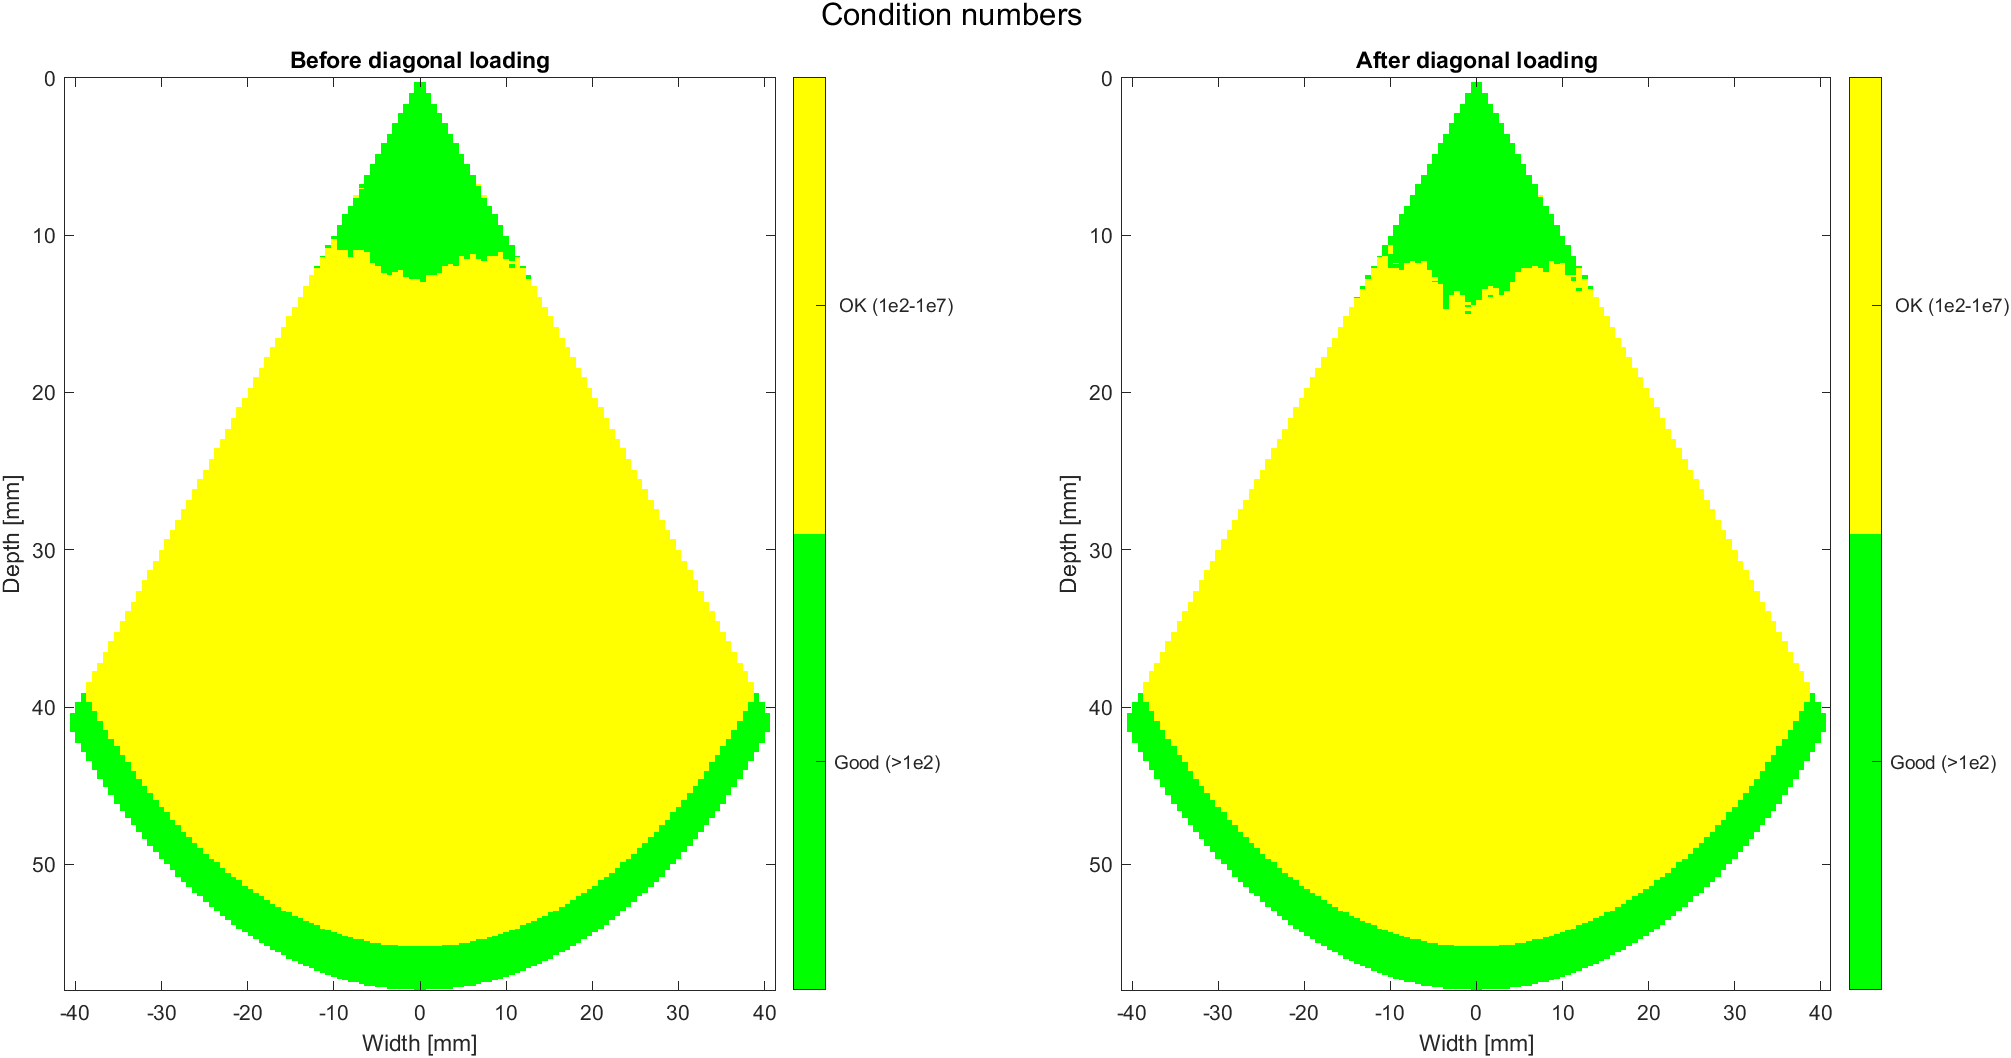 Condition numbers
Before diagonal loading
0
10
20
30
40
50
Depth [mm]
-40 -30 -20 -10 0 10 20 30 40
Width [mm]
OK (1e2-1e7)
Good (>1e2)
After diagonal loading
0
10
20
30
40
50
Depth [mm]
-40 -30 -20 -10 0 10 20 30 40
Width [mm]
OK (1e2-1e7)
Good (>1e2)